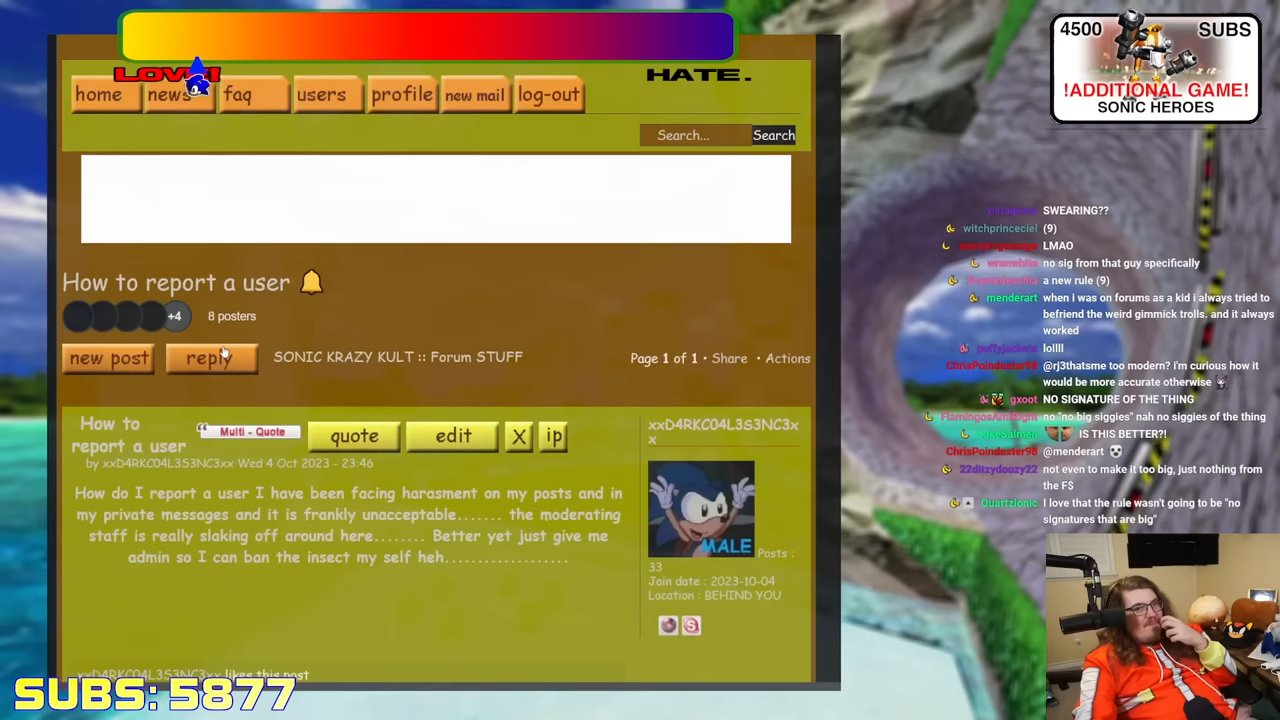 LOVE!
HATE.
home
news
faq
users
profile
new mail
log-out
Search...
Search
How to report a user
+4
8 posters
new post
reply
SONIC KRAZY KULT :: Forum STUFF
Page 1 of 1 • Share • Actions
How to
report a user
Multi - Quote
quote
edit
X
ip
by xxD4RKC04L3S3NC3xx Wed 4 Oct 2023 - 23:46
How do I report a user I have been facing harasment on my posts and in
my private messages and it is frankly unacceptable....... the moderating
staff is really slaking off around here........ Better yet just give me
admin so I can ban the insect my self heh...................
xxD4RKC04L3S3NC3x
x
MALE
Posts :
33
Join date : 2023-10-04
Location : BEHIND YOU
xxD4RKC04L3S3NC3xx likes this post
SUBS: 5877
4500 SUBS
!ADDITIONAL GAME!
SONIC HEROES
SWEARING??
witchprinceciel (9)
LMAO
no sig from that guy specifically
a new rule (9)
menderart when i was on forums as a kid i always tried to
befriend the weird gimmick trolls. and it always
worked
puffyjackets lollll
ChrisPoindexter98 @rj3thatsme too modern? i'm curious how it
would be more accurate otherwise
gxoot NO SIGNATURE OF THE THING
no "no big siggies" nah no siggies of the thing
LukeSalmen IS THIS BETTER?!
ChrisPoindexter98 @menderart
22ditzydoozy22 not even to make it too big, just nothing from
the F$
Quartzionic I love that the rule wasn't going to be "no
signatures that are big"